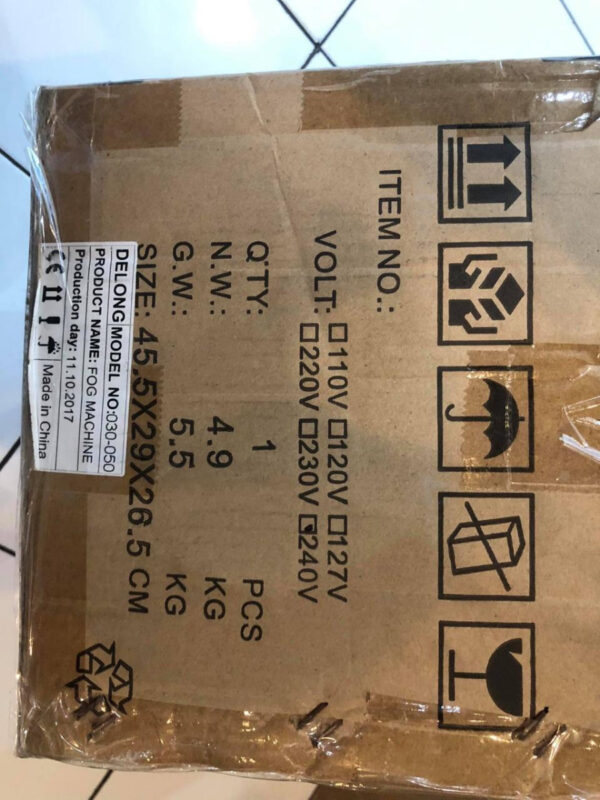 ITEM NO.:
VOLT: ☐110V ☐120V ☐127V
☐220V ☐230V ☑240V
QTY: 1 PCS
N.W.: 4.9 KG
G.W.: 5.5 KG
SIZE: 45.5X29X26.5 CM
DELONG MODEL NO:030-050
PRODUCT NAME: FOG MACHINE
Production day: 11.10.2017
CE Made in China